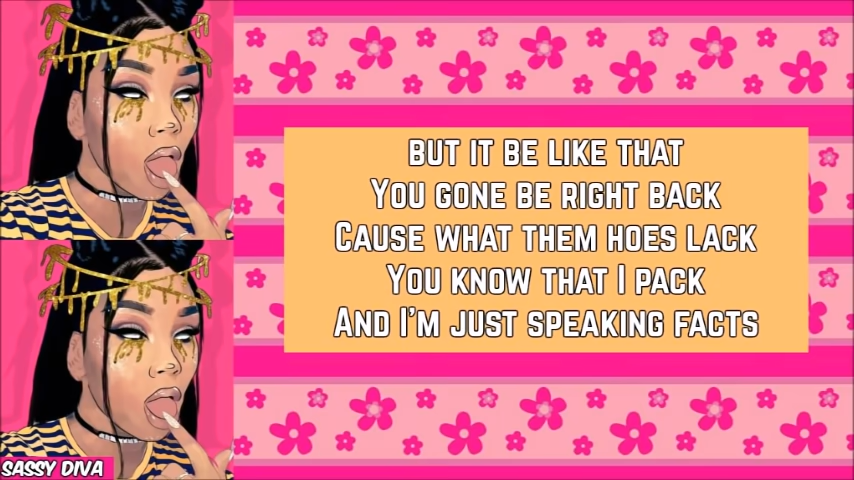 BUT IT BE LIKE THAT
YOU GONE BE RIGHT BACK
CAUSE WHAT THEM HOES LACK
YOU KNOW THAT I PACK
AND I'M JUST SPEAKING FACTS
SASSY DIVA